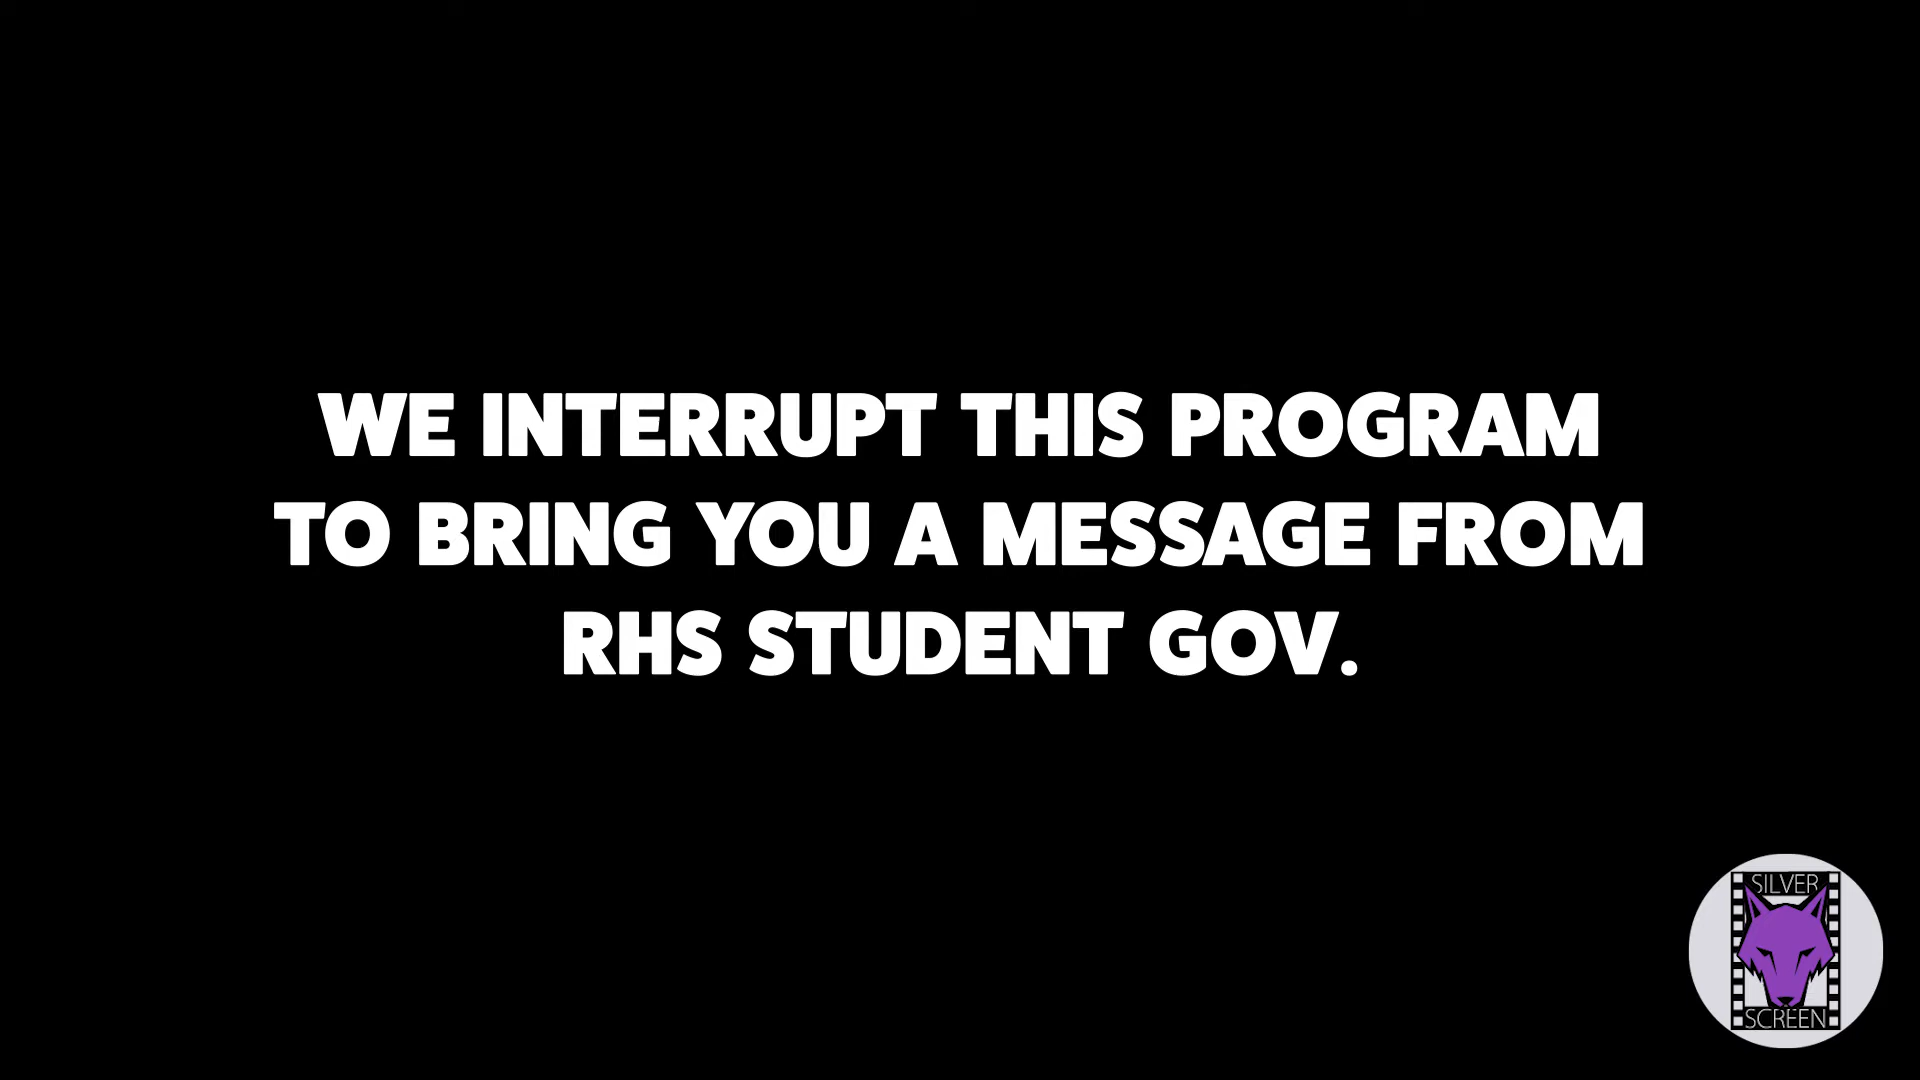 WE INTERRUPT THIS PROGRAM
TO BRING YOU A MESSAGE FROM
RHS STUDENT GOV.
SILVER
SCREEN